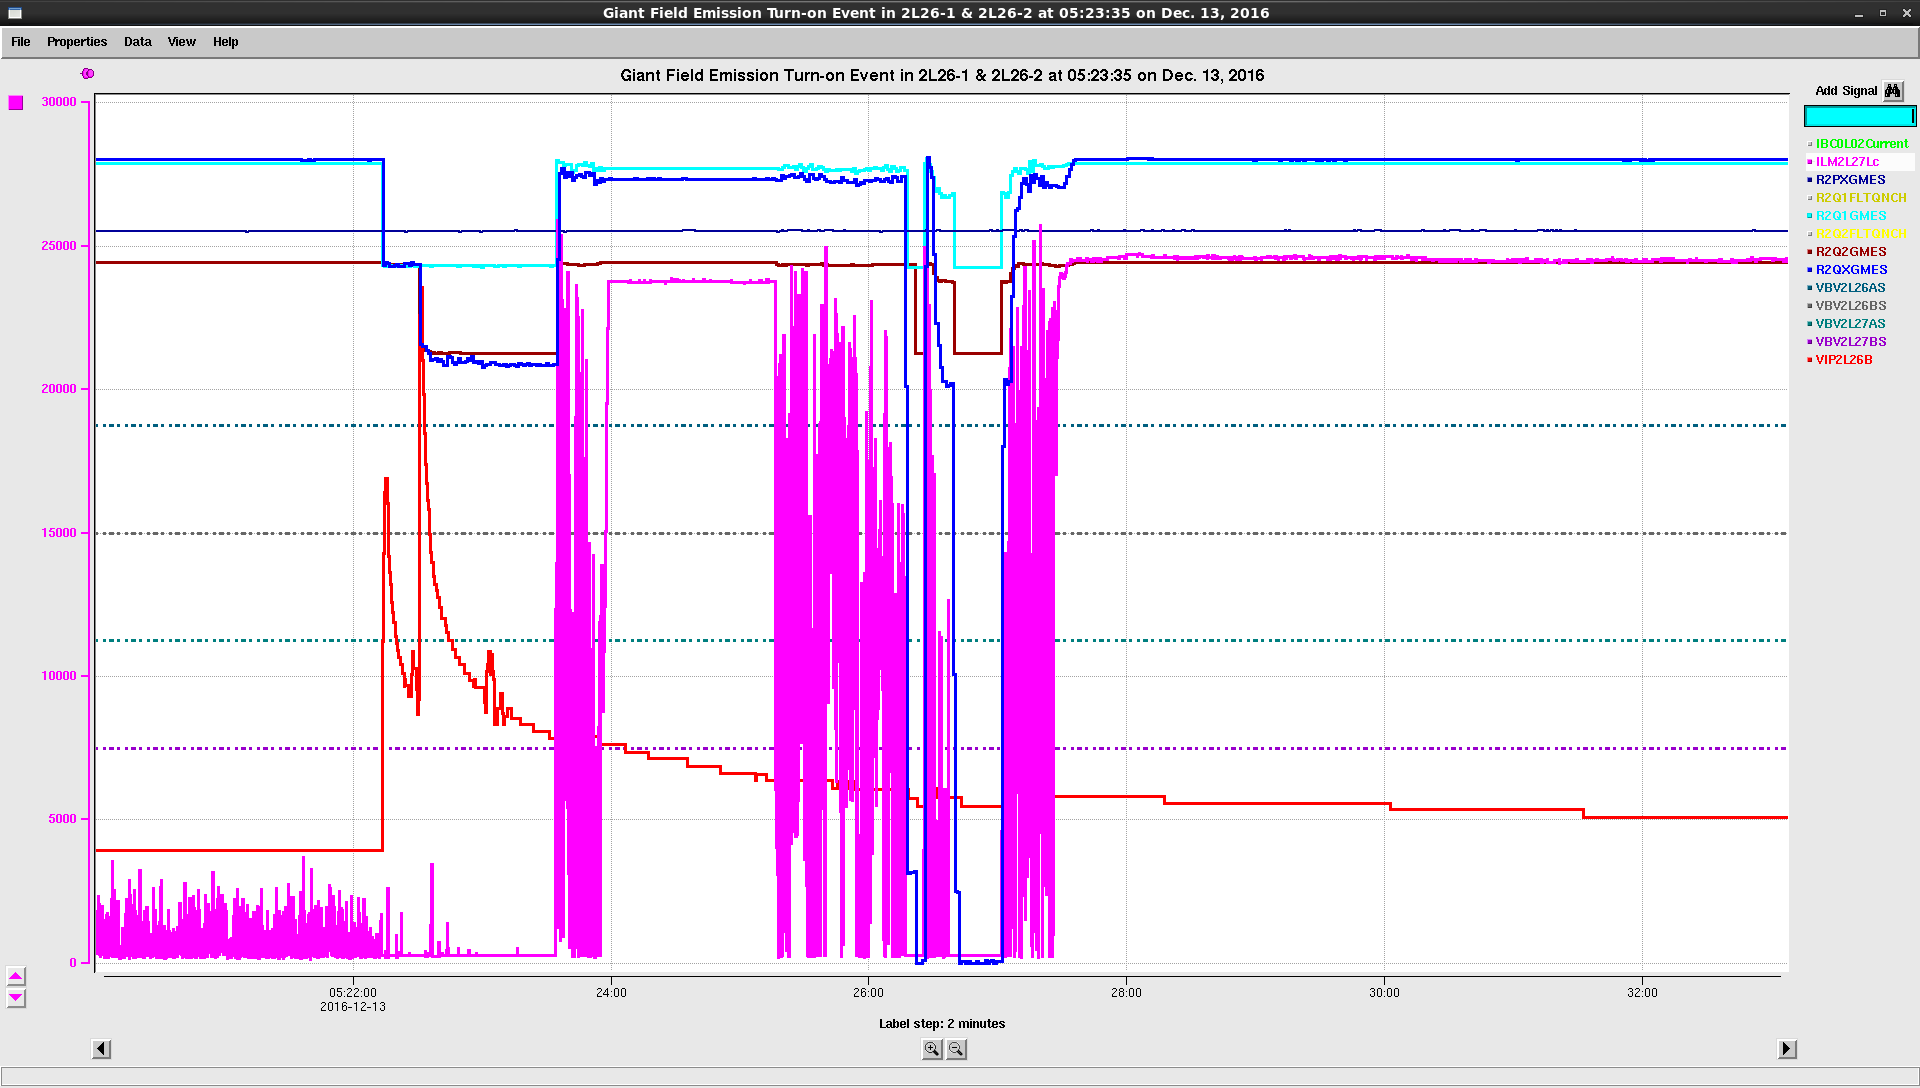 Giant Field Emission Turn-on Event in 2L26-1 & 2L26-2 at 05:23:35 on Dec. 13, 2016
File Properties Data View Help
Giant Field Emission Turn-on Event in 2L26-1 & 2L26-2 at 05:23:35 on Dec. 13, 2016
Add Signal
30000
25000
20000
15000
10000
5000
0
IBC0L02Current
ILM2L27Lc
R2PXGMES
R2Q1FLTQNCH
R2Q1GMES
R2Q2FLTQNCH
R2Q2GMES
R2QXGMES
VBV2L26AS
VBV2L26BS
VBV2L27AS
VBV2L27BS
VIP2L26B
05:22:00 24:00 26:00 28:00 30:00 32:00
2016-12-13
Label step: 2 minutes